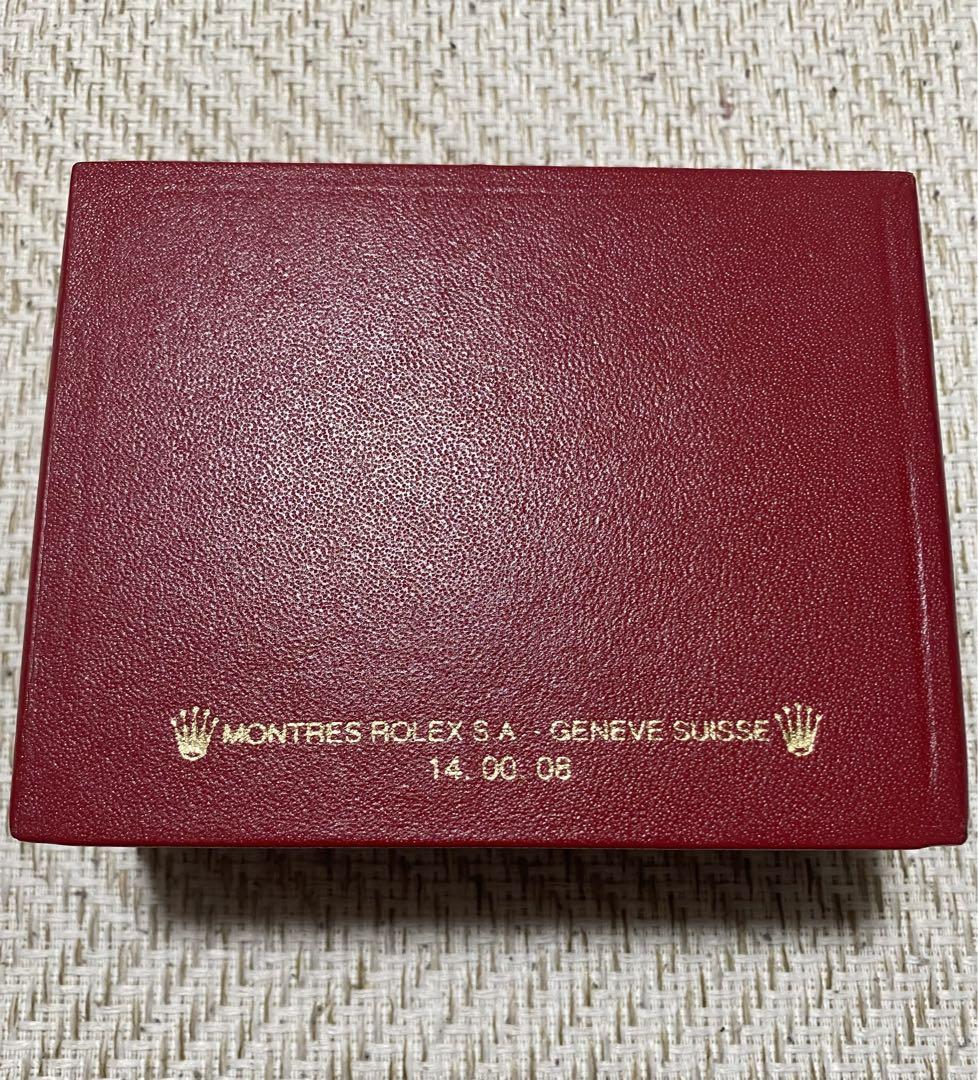 MONTRES ROLEX S.A. - GENEVE SUISSE
14. 00. 08